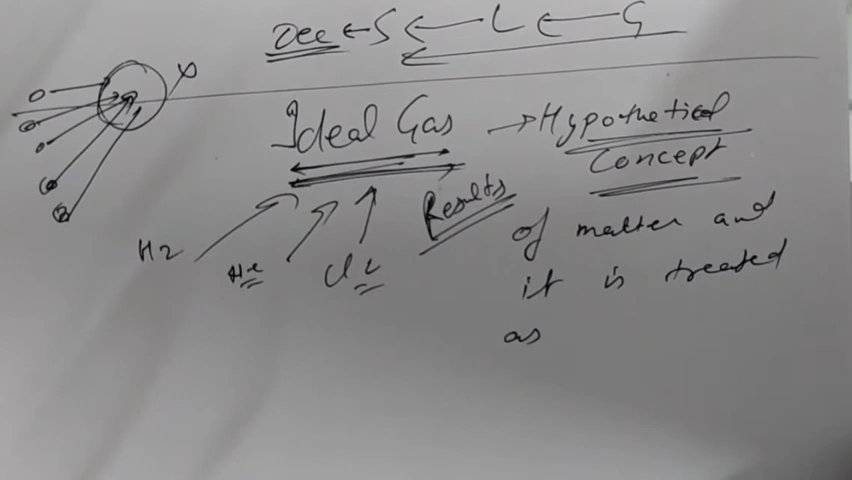 Dec ← S ← L ← G
Ideal Gas → Hypothetical
Concept
Results
H2
He
Cl2
of matter and
it is treated
as